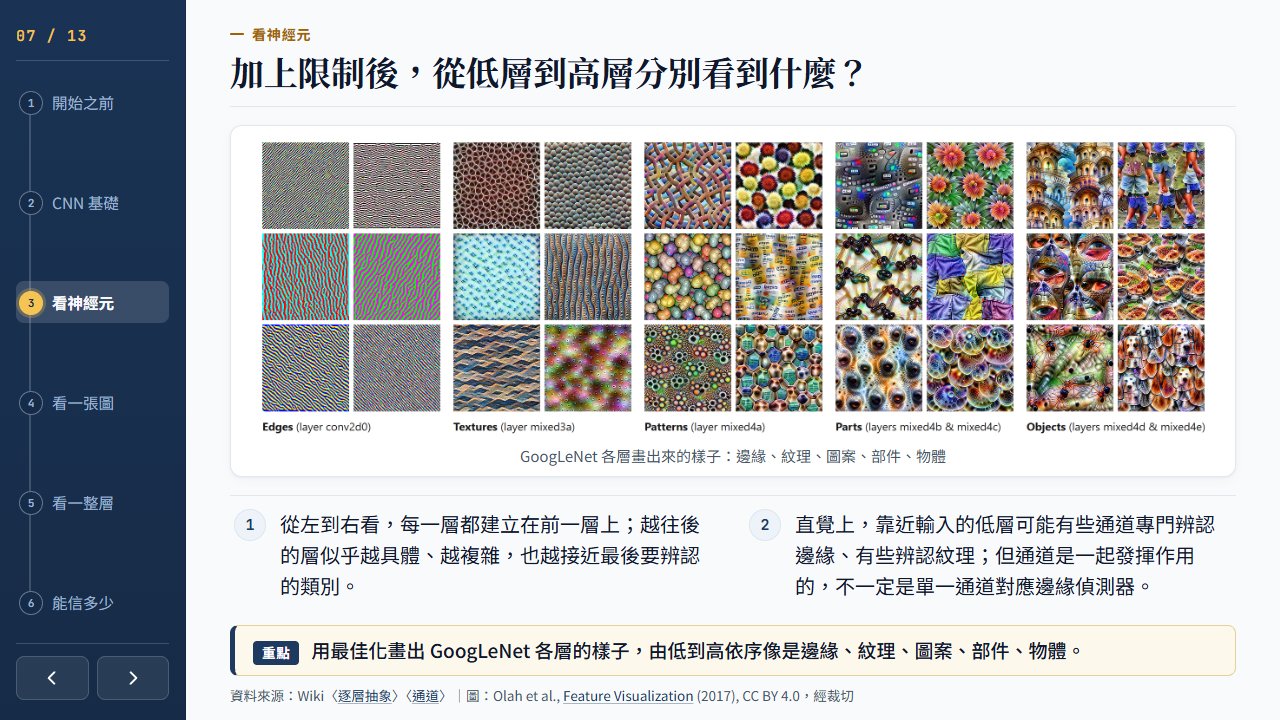 07 / 13
1 開始之前
2 CNN 基礎
3 看神經元
4 看一張圖
5 看一整層
6 能信多少
一 看神經元
加上限制後，從低層到高層分別看到什麼？
Edges (layer conv2d0)
Textures (layer mixed3a)
Patterns (layer mixed4a)
Parts (layers mixed4b & mixed4c)
Objects (layers mixed4d & mixed4e)
GoogLeNet 各層畫出來的樣子：邊緣、紋理、圖案、部件、物體
1 從左到右看，每一層都建立在前一層上；越往後
的層似乎越具體、越複雜，也越接近最後要辨認
的類別。
2 直覺上，靠近輸入的低層可能有些通道專門辨認
邊緣、有些辨認紋理；但通道是一起發揮作用
的，不一定是單一通道對應邊緣偵測器。
重點 用最佳化畫出 GoogLeNet 各層的樣子，由低到高依序像是邊緣、紋理、圖案、部件、物體。
資料來源：Wiki〈逐層抽象〉〈通道〉｜圖：Olah et al., Feature Visualization (2017), CC BY 4.0，經裁切